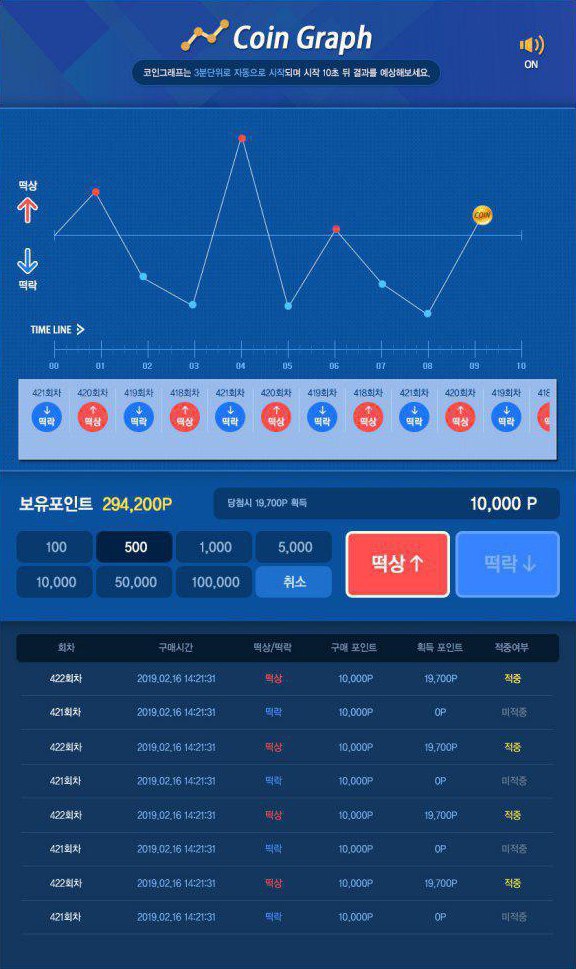 Coin Graph
코인그래프는 3분단위로 자동으로 시작되며 시작 10초 뒤 결과를 예상해보세요.
ON
떡상
떡락
COIN
TIME LINE
00 01 02 03 04 05 06 07 08 09 10
421회차 420회차 419회차 418회차 421회차 420회차 419회차 418회차 421회차 420회차 419회차 418
떡락 떡상 떡락 떡상 떡락 떡상 떡락 떡상 떡락 떡상 떡락
보유포인트 294,200P
당첨시 19,700P 획득 10,000 P
100 500 1,000 5,000
10,000 50,000 100,000 취소
떡상↑ 떡락↓
회차 구매시간 떡상/떡락 구매 포인트 획득 포인트 적중여부
422회차 2019.02.16 14:21:31 떡상 10,000P 19,700P 적중
421회차 2019.02.16 14:21:31 떡락 10,000P 0P 미적중
422회차 2019.02.16 14:21:31 떡상 10,000P 19,700P 적중
421회차 2019.02.16 14:21:31 떡락 10,000P 0P 미적중
422회차 2019.02.16 14:21:31 떡상 10,000P 19,700P 적중
421회차 2019.02.16 14:21:31 떡락 10,000P 0P 미적중
422회차 2019.02.16 14:21:31 떡상 10,000P 19,700P 적중
421회차 2019.02.16 14:21:31 떡락 10,000P 0P 미적중